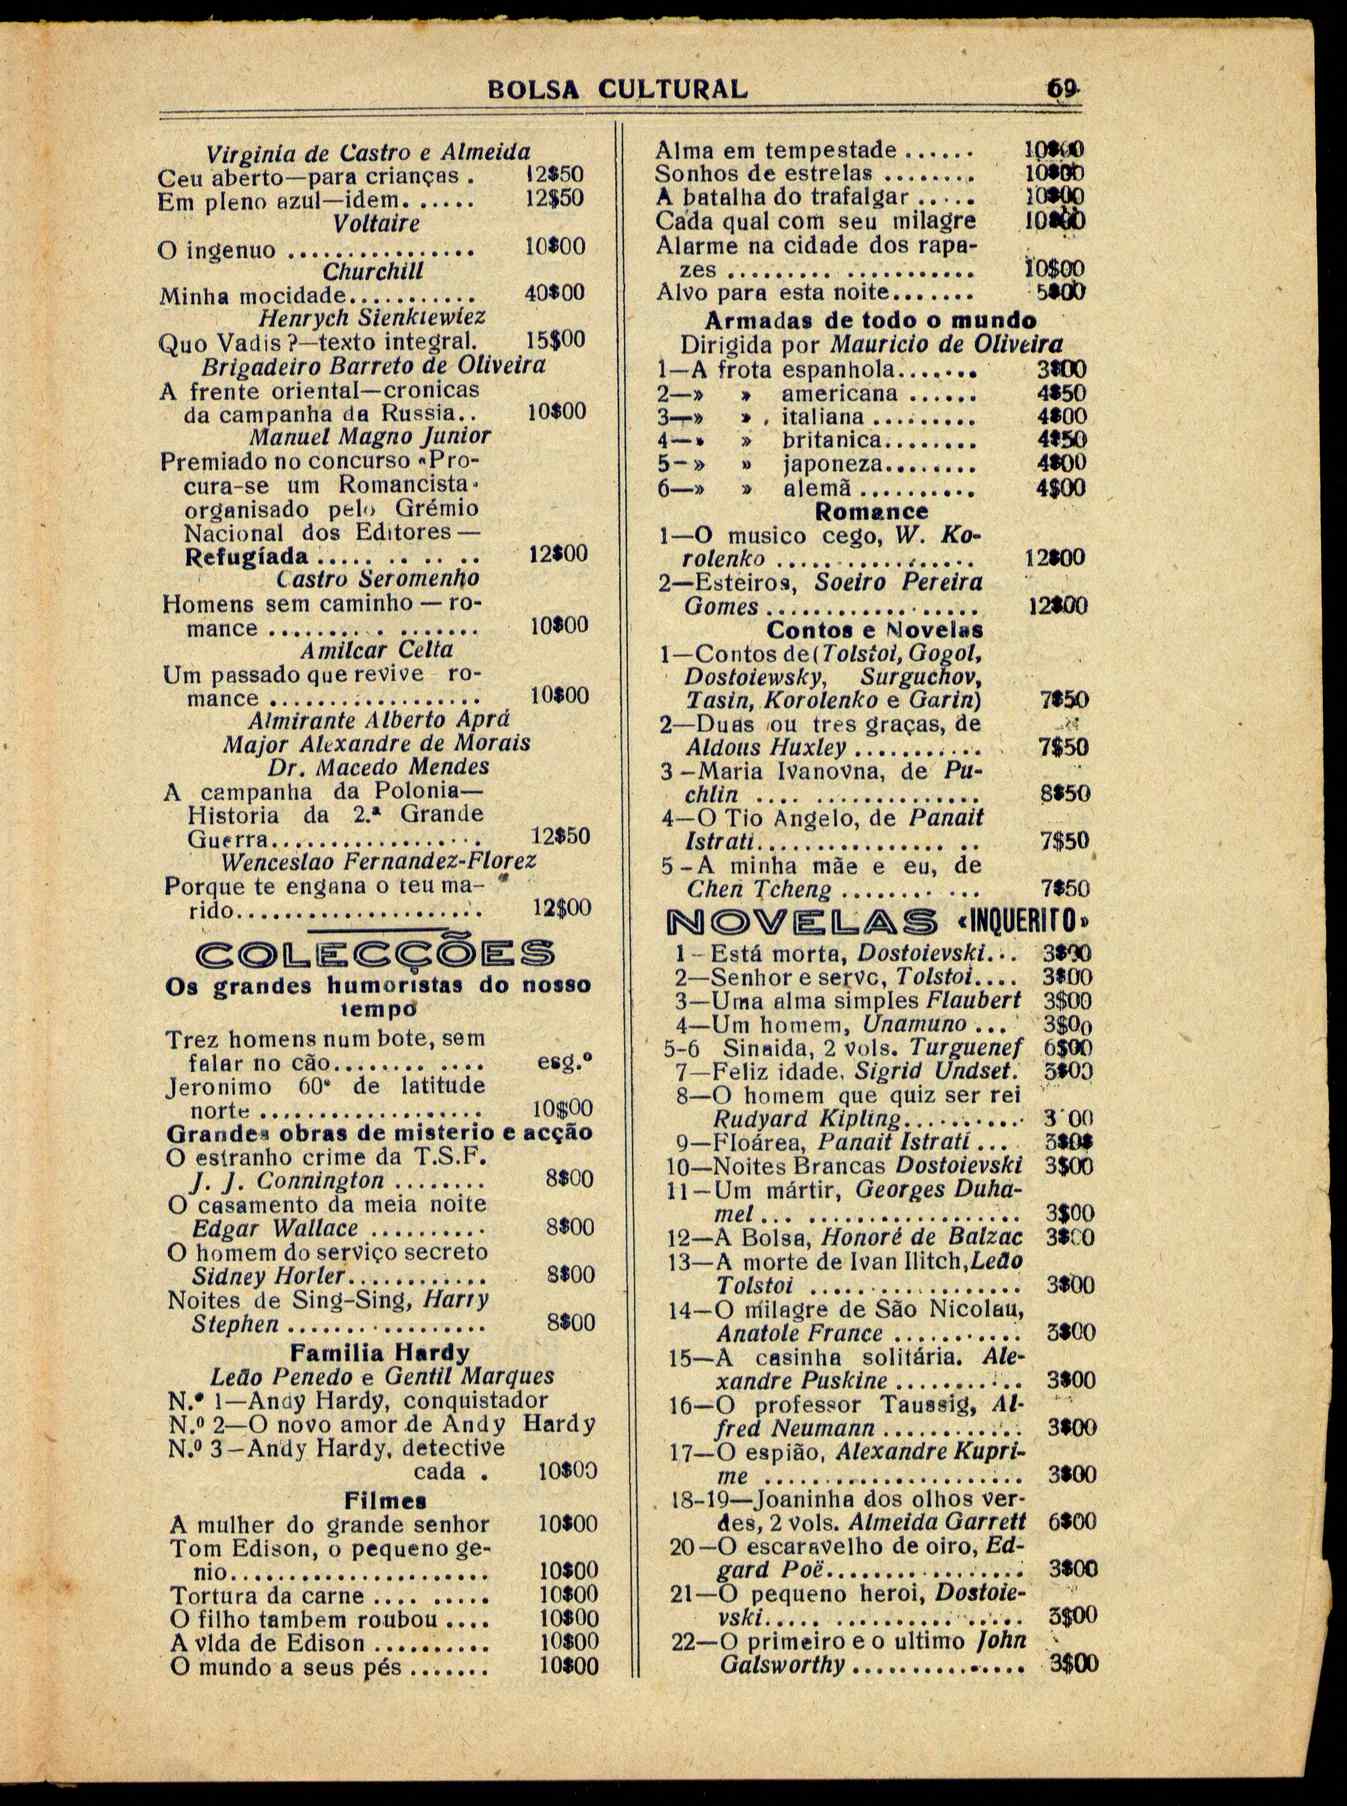 BOLSA CULTURAL 69
Virginia de Castro e Almeida
Ceu aberto—para crianças . 12$50
Em pleno azul—idem. ..... 12$50
Voltaire
O ingenuo ................ 10$00
Churchill
Minha mocidade........... 40$00
Henrych Sienkiewiez
Quo Vadis ?—texto integral. 15$00
Brigadeiro Barreto de Oliveira
A frente oriental—cronicas
da campanha da Russia.. 10$00
Manuel Magno Junior
Premiado no concurso «Pro-
cura-se um Romancista»
organisado pelo Grémio
Nacional dos Editores —
Refugíada ..... .. .. .. 12$00
Castro Seromenho
Homens sem caminho — ro-
mance ......... . ....... 10$00
Amilcar Celta
Um passado que revive ro-
mance .................. 10$00
Almirante Alberto Aprá
Major Alexandre de Morais
Dr. Macedo Mendes
A campanha da Polonia—
Historia da 2.ª Grande
Guerra.................. 12$50
Wenceslao Fernandez-Florez
Porque te engana o teu ma-
rido..................... 12$00
COLECÇÕES
Os grandes humoristas do nosso
tempo
Trez homens num bote, sem
falar no cão........ .... esg.º
Jeronimo 60º de latitude
norte ................... 10$00
Grandes obras de misterio e acção
O estranho crime da T.S.F.
J. J. Connington ........ 8$00
O casamento da meia noite
Edgar Wallace .......... 8$00
O homem do serviço secreto
Sidney Horler............ 8$00
Noites de Sing-Sing, Harry
Stephen ................. 8$00
Familia Hardy
Leão Penedo e Gentil Marques
N.º 1—Andy Hardy, conquistador
N.º 2—O novo amor de Andy Hardy
N.º 3—Andy Hardy, detective
cada . 10$00
Filmes
A mulher do grande senhor 10$00
Tom Edison, o pequeno ge-
nio...................... 10$00
Tortura da carne .... ..... 10$00
O filho tambem roubou .... 10$00
A vida de Edison .......... 10$00
O mundo a seus pés ....... 10$00
Alma em tempestade ...... 10$00
Sonhos de estrelas ........ 10$00
A batalha do trafalgar ..... 10$00
Cada qual com seu milagre 10$00
Alarme na cidade dos rapa-
zes ......... ........... 10$00
Alvo para esta noite....... 5$00
Armadas de todo o mundo
Dirigida por Mauricio de Oliveira
1—A frota espanhola....... 3$00
2—» » americana ...... 4$50
3—» » italiana ......... 4$00
4—» » britanica........ 4$50
5—» » japoneza........ 4$00
6—» » alemã .......... 4$00
Romance
1—O musico cego, W. Ko-
rolenko .................. 12$00
2—Esteiros, Soeiro Pereira
Gomes .................. 12$00
Contos e Novelas
1—Contos de (Tolstoi, Gogol,
Dostoiewsky, Surguchov,
Tasin, Korolenko e Garin) 7$50
2—Duas ou tres graças, de
Aldous Huxley ........... 7$50
3—Maria Ivanovna, de Pu-
chlin .... .............. 8$50
4—O Tio Angelo, de Panait
Istrati................ .. 7$50
5—A minha mãe e eu, de
Chen Tcheng ........ ... 7$50
NOVELAS «INQUERITO»
1—Está morta, Dostoievski... 3$00
2—Senhor e servo, Tolstoi.... 3$00
3—Uma alma simples Flaubert 3$00
4—Um homem, Unamuno ... 3$00
5-6 Sinaida, 2 vols. Turguenef 6$00
7—Feliz idade. Sigrid Undset. 3$00
8—O homem que quiz ser rei
Rudyard Kipling.......... 3 00
9—Floárea, Panait Istrati ... 3$0$
10—Noites Brancas Dostoievski 3$00
11—Um mártir, Georges Duha-
mel ... .................. 3$00
12—A Bolsa, Honoré de Balzac 3$00
13—A morte de Ivan Ilitch, Leão
Tolstoi .................. 3$00
14—O milagre de São Nicolau,
Anatole France ........... 3$00
15—A casinha solitária. Ale-
xandre Puskine ........... 3$00
16—O professor Taussig, Al-
fred Neumann ............ 3$00
17—O espião, Alexandre Kupri-
me ...................... 3$00
18-19—Joaninha dos olhos ver-
des, 2 vols. Almeida Garrett 6$00
20—O escaravelho de oiro, Ed-
gard Poë................. 3$00
21—O pequeno heroi, Dostoie-
vski..... ................ 3$00
22—O primeiro e o ultimo John
Galsworthy ............... 3$00